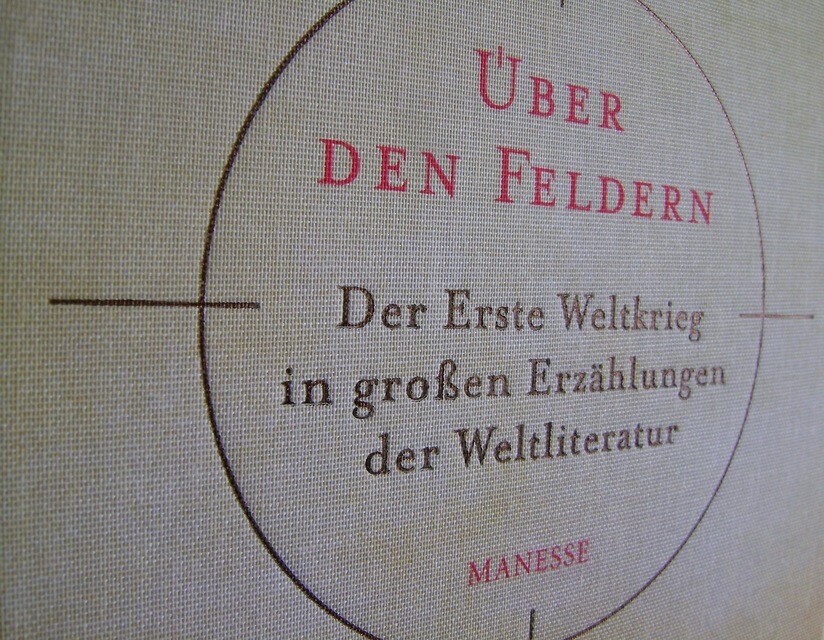 ÜBER
DEN FELDERN
Der Erste Weltkrieg
in großen Erzählungen
der Weltliteratur
MANESSE